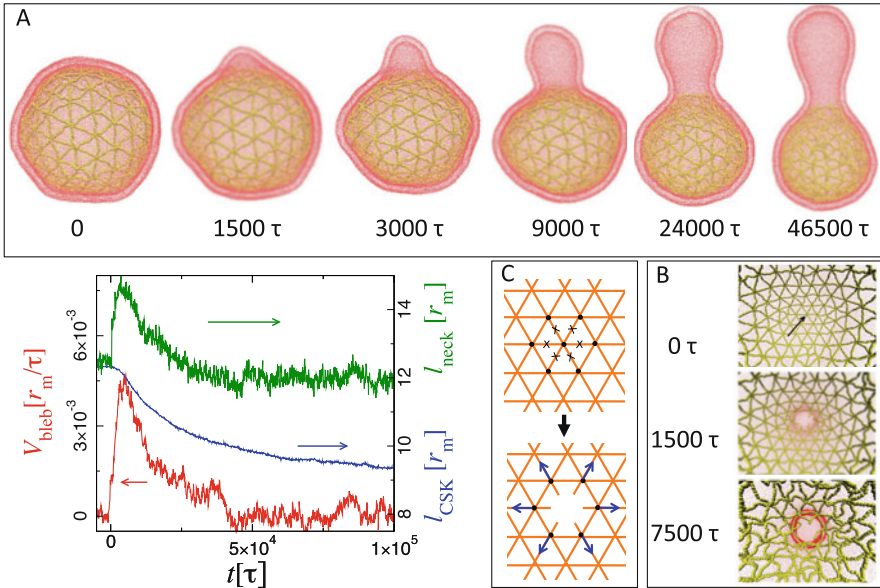 A
0 1500 τ 3000 τ 9000 τ 24000 τ 46500 τ
V_bleb [r_m/τ]
6×10⁻³
3×10⁻³
0
14
12
10
8
l_neck [r_m]
l_CSK [r_m]
0 5×10⁴ 1×10⁵
t[τ]
C
x x
x x
x x
B
0 τ
1500 τ
7500 τ